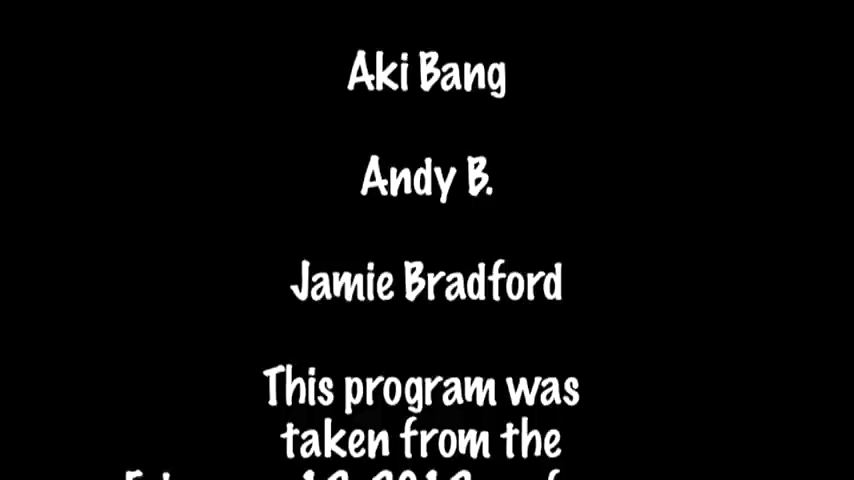 Aki Bang
Andy B.
Jamie Bradford
This program was
taken from the